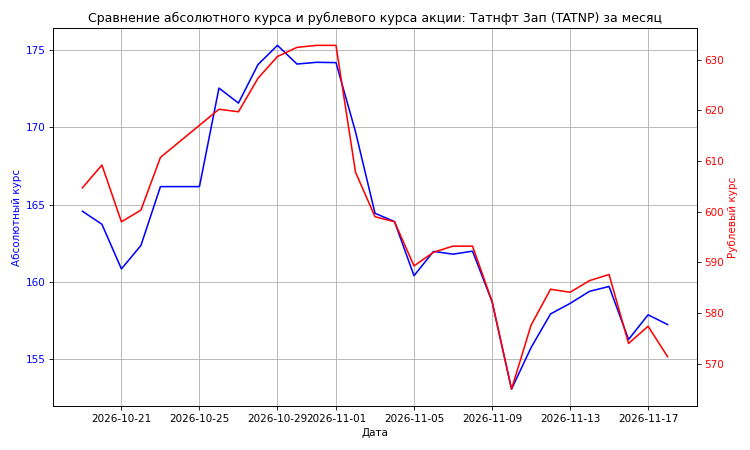 Сравнение абсолютного курса и рублевого курса акции: Татнфт 3ап (TATNP) за месяц
175
170
165
160
155
Абсолютный курс
630
620
610
600
590
580
570
Рублевый курс
2026-10-21 2026-10-25 2026-10-29 2026-11-01 2026-11-05 2026-11-09 2026-11-13 2026-11-17
Дата